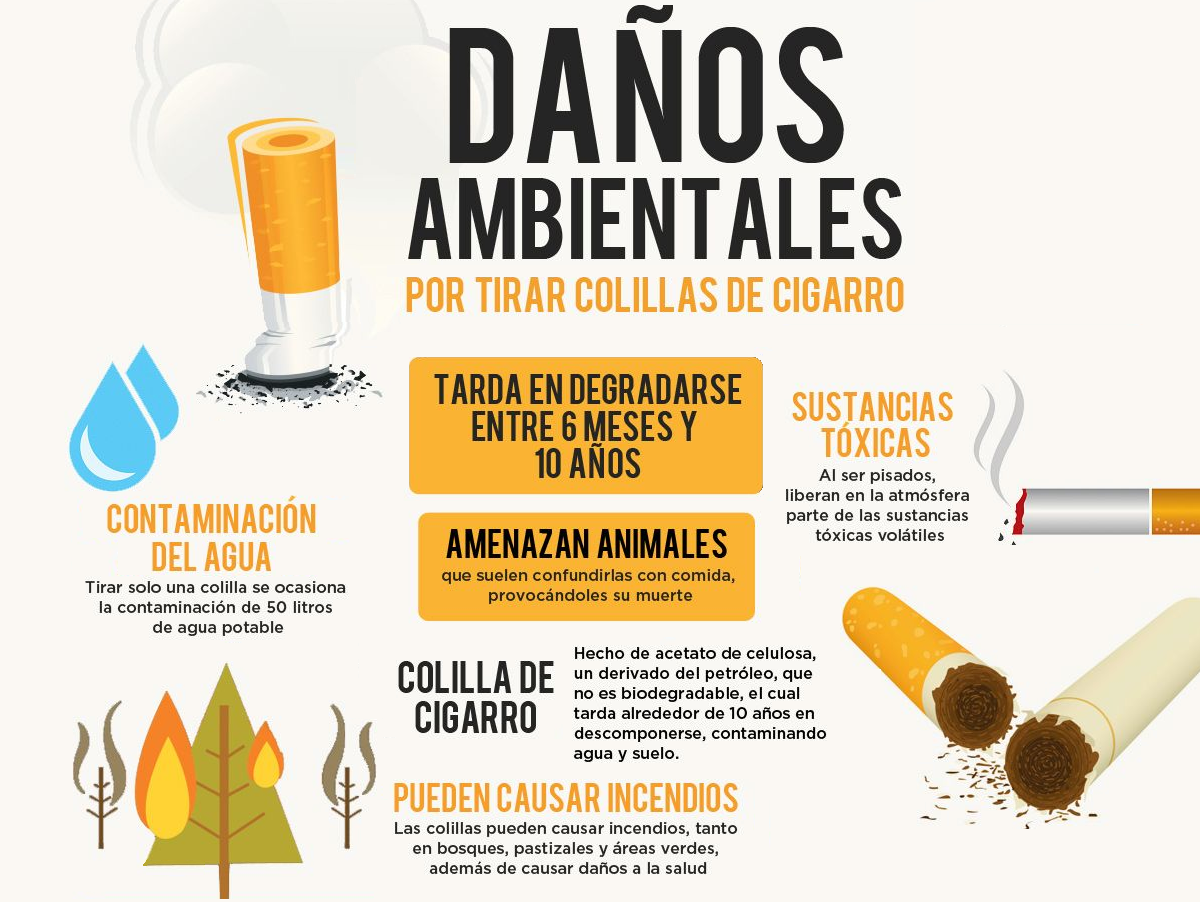 DAÑOS
AMBIENTALES
POR TIRAR COLILLAS DE CIGARRO
TARDA EN DEGRADARSE
ENTRE 6 MESES Y
10 AÑOS
SUSTANCIAS
TÓXICAS
Al ser pisados,
liberan en la atmósfera
parte de las sustancias
tóxicas volátiles
CONTAMINACIÓN
DEL AGUA
Tirar solo una colilla se ocasiona
la contaminación de 50 litros
de agua potable
AMENAZAN ANIMALES
que suelen confundirlas con comida,
provocándoles su muerte
COLILLA DE
CIGARRO
Hecho de acetato de celulosa,
un derivado del petróleo, que
no es biodegradable, el cual
tarda alrededor de 10 años en
descomponerse, contaminando
agua y suelo.
PUEDEN CAUSAR INCENDIOS
Las colillas pueden causar incendios, tanto
en bosques, pastizales y áreas verdes,
además de causar daños a la salud